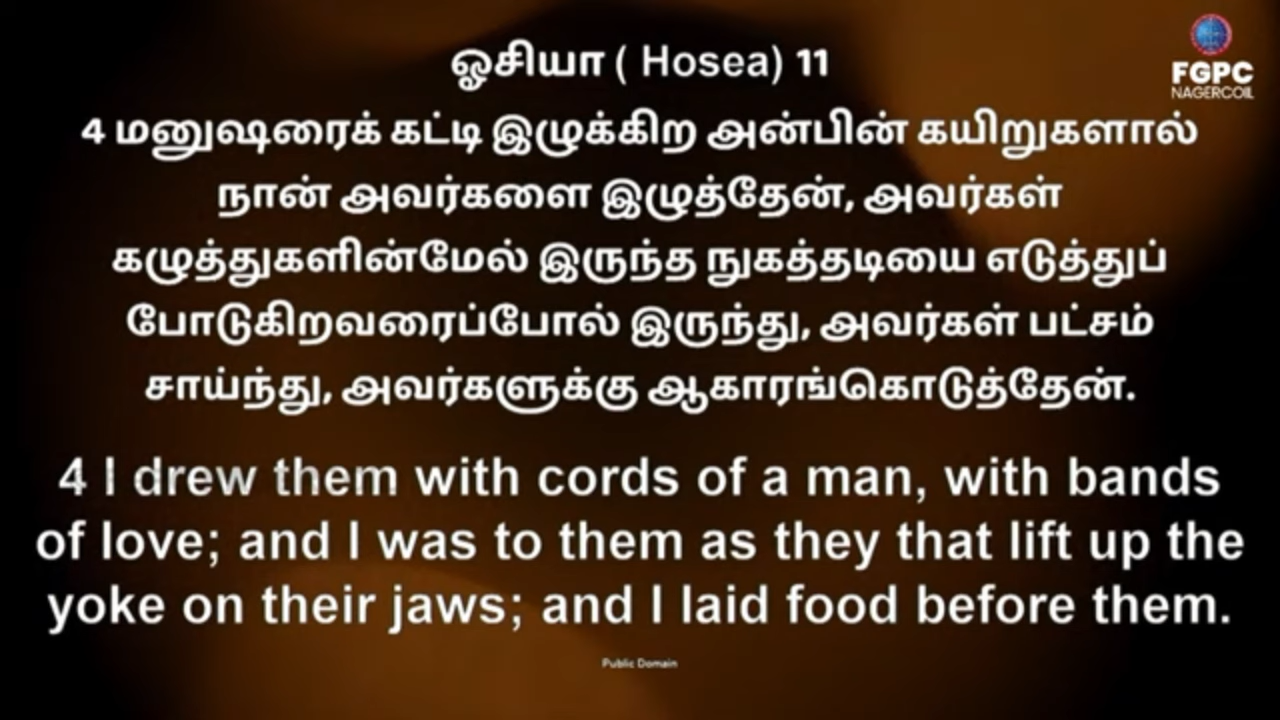 ஓசியா ( Hosea) 11
FGPC
NAGERCOIL
4 மனுஷரைக் கட்டி இழுக்கிற அன்பின் கயிறுகளால்
நான் அவர்களை இழுத்தேன், அவர்கள்
கழுத்துகளின்மேல் இருந்த நுகத்தடியை எடுத்துப்
போடுகிறவரைப்போல் இருந்து, அவர்கள் பட்சம்
சாய்ந்து, அவர்களுக்கு ஆகாரங்கொடுத்தேன்.
4 I drew them with cords of a man, with bands
of love; and I was to them as they that lift up the
yoke on their jaws; and I laid food before them.
Public Domain